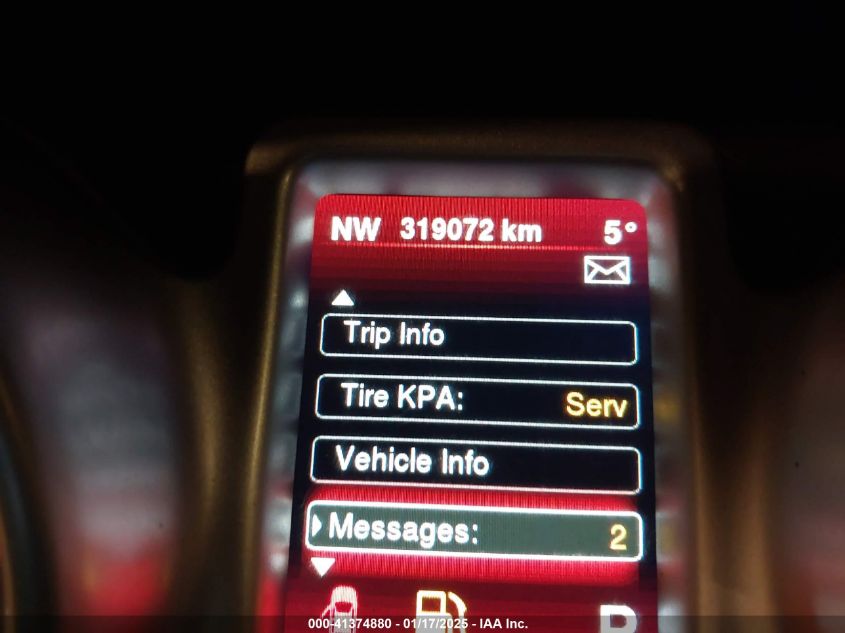 NW 319072 km 5°
Trip Info
Tire KPA: Serv
Vehicle Info
Messages: 2
000-41374880 - 01/17/2025 - IAA Inc.